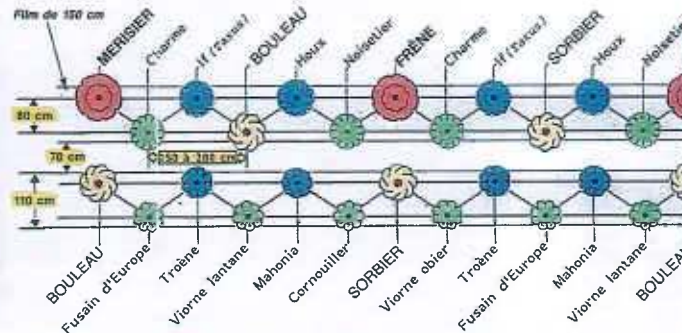 Film de 150 cm
MERISIER
Charme
If (taxus)
BOULEAU
Houx
Noisetier
FRÊNE
Charme
If (taxus)
SORBIER
Houx
Noisetier
80 cm
70 cm
150 à 200 cm
110 cm
BOULEAU
Fusain d'Europe
Troène
Viorne lantane
Mahonia
Cornouiller
SORBIER
Viorne obier
Troène
Fusain d'Europe
Mahonia
Viorne lantane
BOULEAU